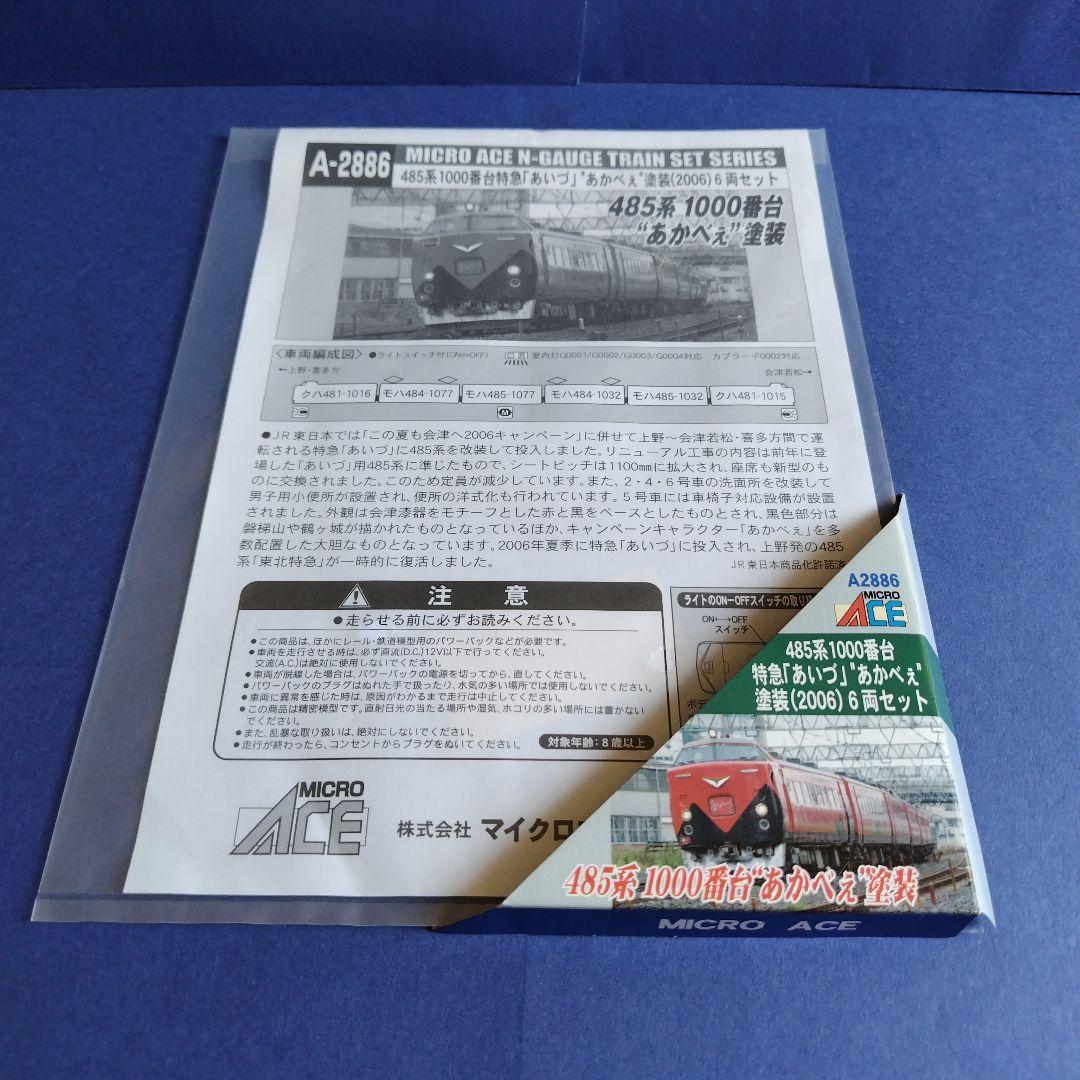 A-2886
MICRO ACE N-GAUGE TRAIN SET SERIES
485系1000番台特急「あいづ」"あかべぇ"塗装(2006)6両セット
485系 1000番台
"あかべぇ"塗装
〈車両編成図〉 ●ライトスイッチ付(ON⇔OFF) 室内灯G0001/G0002/G0003/G0004対応 カプラー・F0002対応
←上野・喜多方 会津若松→
クハ481-1016 モハ484-1077 モハ485-1077 モハ484-1032 モハ485-1032 クハ481-1015
M
●JR東日本では「この夏も会津へ2006キャンペーン」に併せて上野～会津若松・喜多方間で運
転される特急「あいづ」に485系を改装して投入しました。リニューアル工事の内容は前年に登
場した「あいづ」用485系に準じたもので、シートピッチは1100㎜に拡大され、座席も新型のも
のに交換されました。このため定員が減少しています。また、2・4・6号車の洗面所を改装して
男子用小便所が設置され、便所の洋式化も行われています。5号車には車椅子対応設備が設置
されました。外観は会津漆器をモチーフとした赤と黒をベースとしたものとされ、黒色部分は
磐梯山や鶴ヶ城が描かれたものとなっているほか、キャンペーンキャラクター「あかべぇ」を多
数配置した大胆なものとなっています。2006年夏季に特急「あいづ」に投入され、上野発の485
系「東北特急」が一時的に復活しました。
JR東日本商品化許諾済
注意
●走らせる前に必ずお読みください。
●この商品は、ほかにレール・鉄道模型用のパワーパックなどが必要です。
●車両を走行させる時は、必ず直流(D.C.)12V以下で行ってください。
交流(A.C.)は絶対に使用しないでください。
●車両が脱線した場合は、パワーパックの電源を切ってから、直してください。
●パワーパックのプラグはぬれた手で扱ったり、水気の多い場所では使用しないでください。
●車両に異常を感じた時は、原因がわかるまで走行は中止してください。
●この商品は精密模型です。直射日光の当たる場所や湿気、ホコリの多い場所には置かない
でください。
●また、乱暴な取り扱いは、絶対にしないでください。
●走行が終わったら、コンセントからプラグをぬいてください。
対象年齢：8歳以上
ライトのON-OFFスイッチの取り
ON←→OFF
スイッチ
ボデ
MICRO
ACE
株式会社 マイクロ
A2886
MICRO
ACE
485系1000番台
特急「あいづ」"あかべぇ"
塗装(2006)6両セット
あいづ
485系 1000番台"あかべぇ"塗装
MICRO ACE